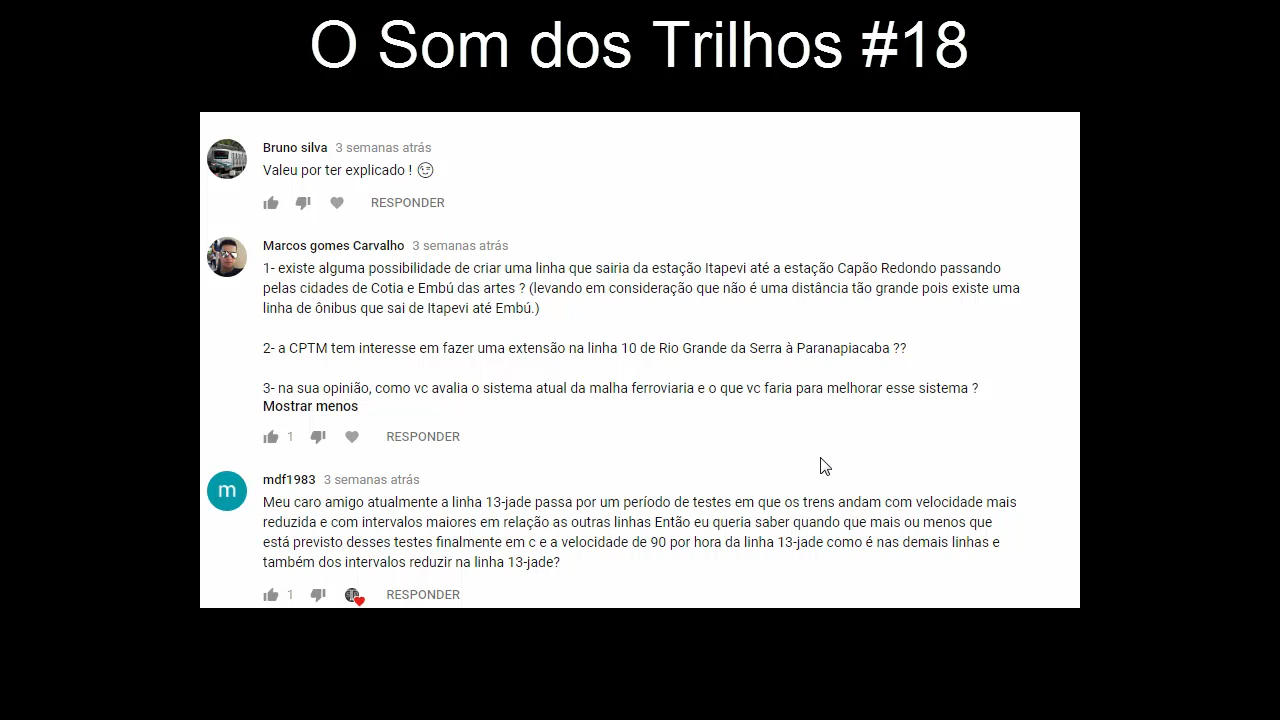 O Som dos Trilhos #18
Bruno silva 3 semanas atrás
Valeu por ter explicado ! 😉
RESPONDER
Marcos gomes Carvalho 3 semanas atrás
1- existe alguma possibilidade de criar uma linha que sairia da estação Itapevi até a estação Capão Redondo passando
pelas cidades de Cotia e Embú das artes ? (levando em consideração que não é uma distância tão grande pois existe uma
linha de ônibus que sai de Itapevi até Embú.)
2- a CPTM tem interesse em fazer uma extensão na linha 10 de Rio Grande da Serra à Paranapiacaba ??
3- na sua opinião, como vc avalia o sistema atual da malha ferroviaria e o que vc faria para melhorar esse sistema ?
Mostrar menos
1 RESPONDER
m
mdf1983 3 semanas atrás
Meu caro amigo atualmente a linha 13-jade passa por um período de testes em que os trens andam com velocidade mais
reduzida e com intervalos maiores em relação as outras linhas Então eu queria saber quando que mais ou menos que
está previsto desses testes finalmente em c e a velocidade de 90 por hora da linha 13-jade como é nas demais linhas e
também dos intervalos reduzir na linha 13-jade?
1 RESPONDER